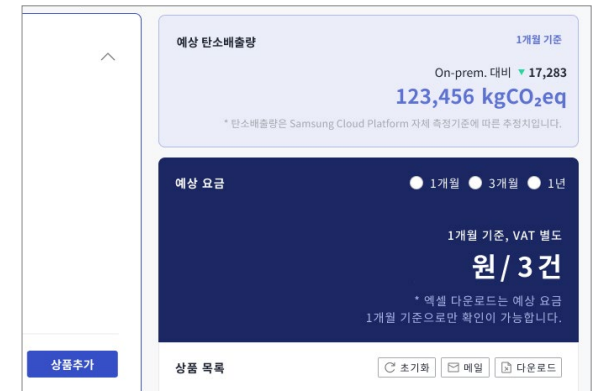 예상 탄소배출량
1개월 기준
On-prem. 대비 ▼ 17,283
123,456 kgCO₂eq
* 탄소배출량은 Samsung Cloud Platform 자체 측정기준에 따른 추정치입니다.
예상 요금
1개월 3개월 1년
1개월 기준, VAT 별도
원/ 3건
* 엑셀 다운로드는 예상 요금
1개월 기준으로만 확인이 가능합니다.
상품추가
상품 목록
초기화 메일 다운로드